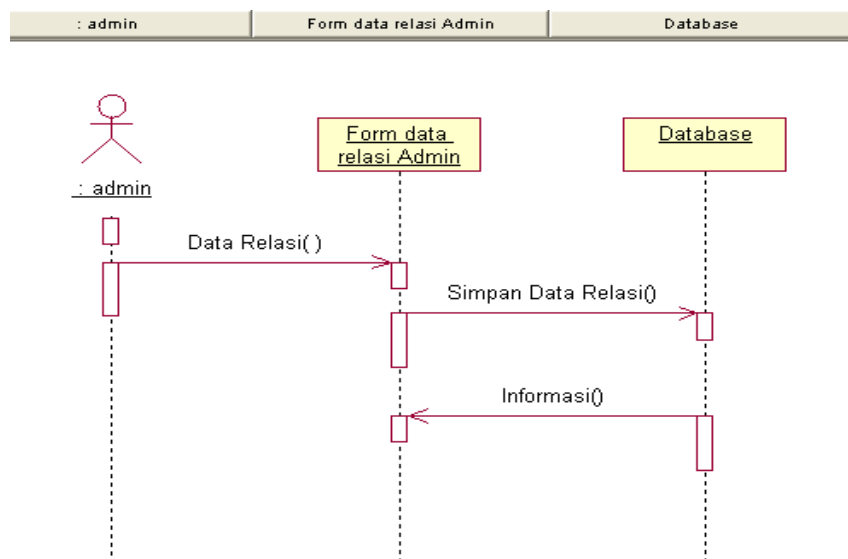 : admin
Form data relasi Admin
Database
Form data
relasi Admin
Database
: admin
Data Relasi( )
Simpan Data Relasi()
Informasi()